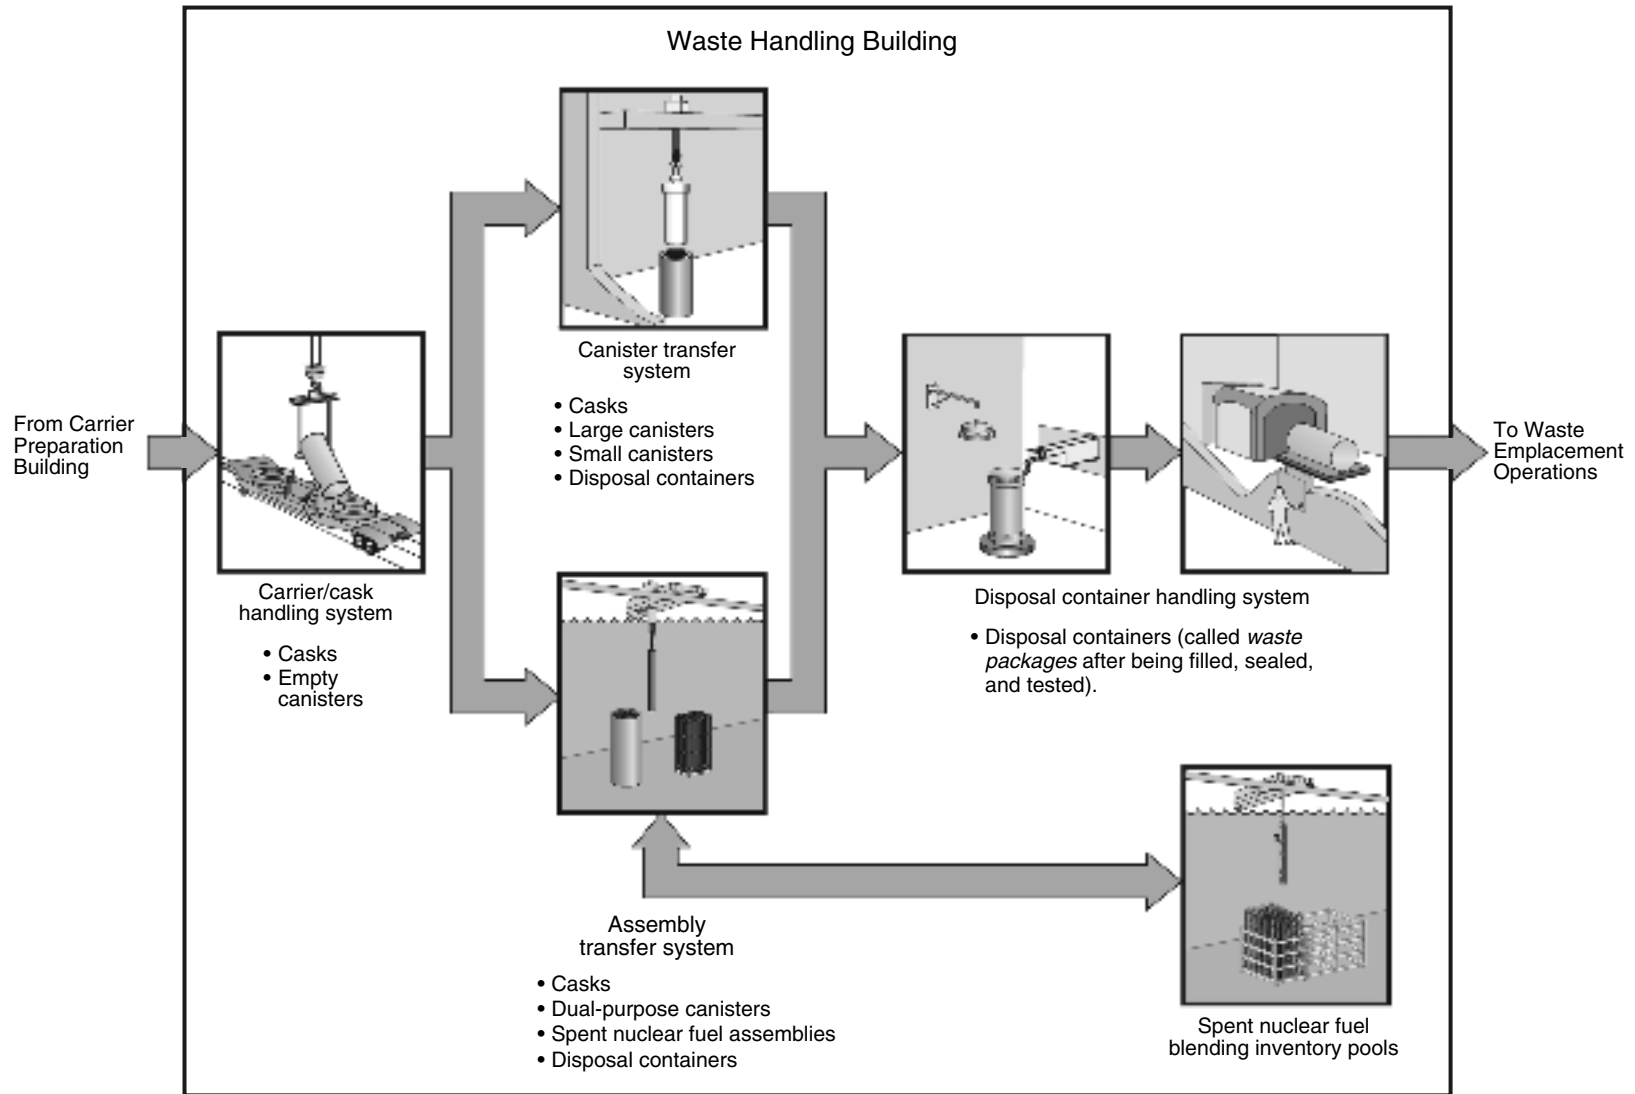 Waste Handling Building
From Carrier
Preparation
Building
Carrier/cask
handling system
• Casks
• Empty
canisters
Canister transfer
system
• Casks
• Large canisters
• Small canisters
• Disposal containers
Assembly
transfer system
• Casks
• Dual-purpose canisters
• Spent nuclear fuel assemblies
• Disposal containers
Disposal container handling system
• Disposal containers (called waste
packages after being filled, sealed,
and tested).
To Waste
Emplacement
Operations
Spent nuclear fuel
blending inventory pools